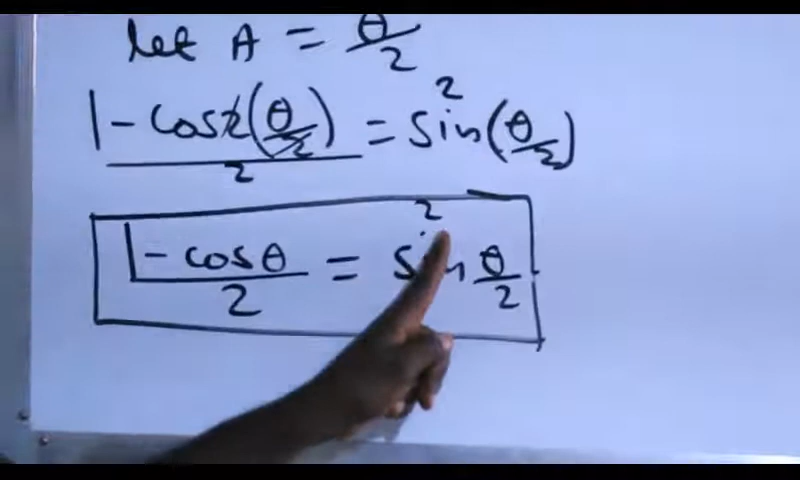 let A = θ/2
1 - cos2(θ/2)/2 = sin²(θ/2)
1 - cosθ/2 = sin² θ/2